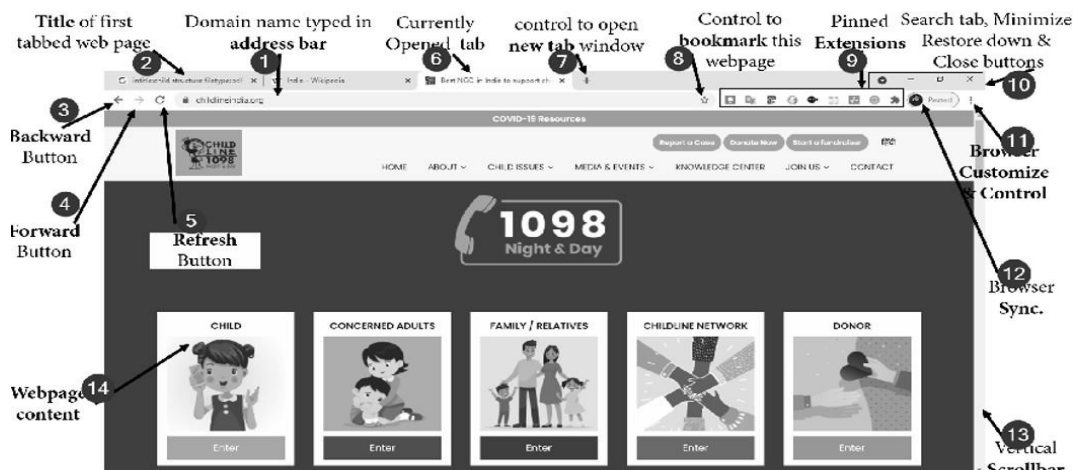 Title of first
tabbed web page
Domain name typed in
address bar
Currently
Opened tab
control to open
new tab window
Control to
bookmark this
webpage
Pinned
Extensions
Search tab, Minimize
Restore down &
Close buttons
2
1
6
7
8
9
10
India - Wikipedia
Best NGO in India to support ch
childlineindia.org
Paused
3
Backward
Button
4
Forward
Button
5
Refresh
Button
11
Browser
Customize
& Control
12
Browser
Sync.
COVID-19 Resources
CHILD
LINE
1098
Report a Case
Donate Now
Start a fundraiser
HOME
ABOUT
CHILD ISSUES
MEDIA & EVENTS
KNOWLEDGE CENTER
JOIN US
CONTACT
1098
Night & Day
CHILD
CONCERNED ADULTS
FAMILY / RELATIVES
CHILDLINE NETWORK
DONOR
14
Webpage
content
Enter
Enter
Enter
Enter
Enter
13
Vertical
Scrollbar